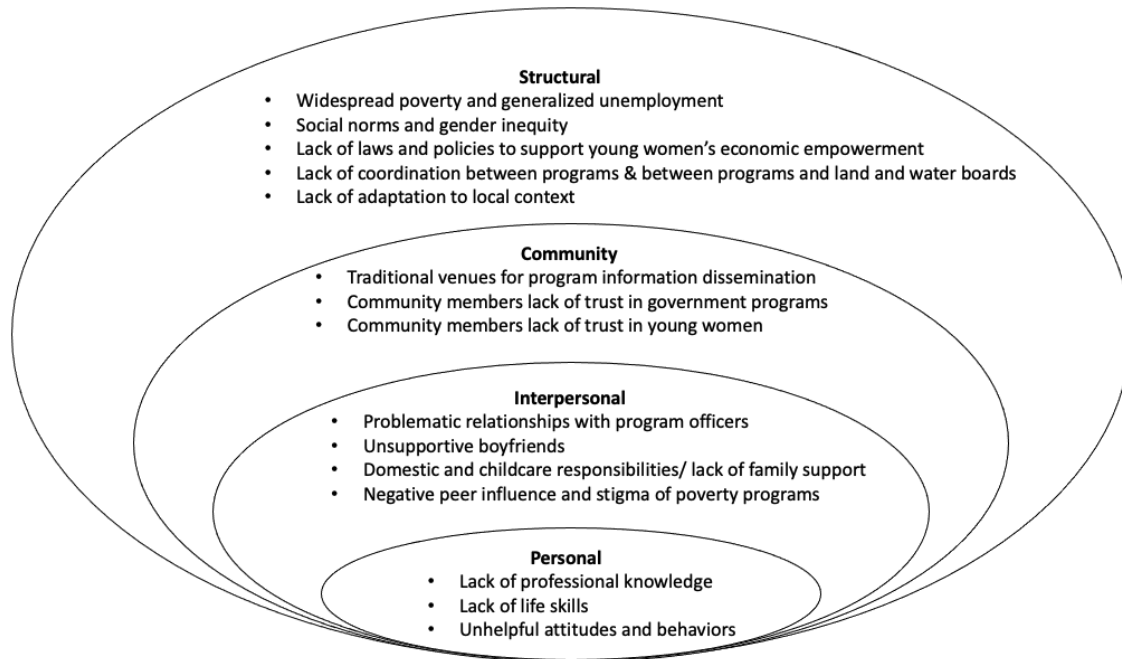 Structural
• Widespread poverty and generalized unemployment
• Social norms and gender inequity
• Lack of laws and policies to support young women’s economic empowerment
• Lack of coordination between programs & between programs and land and water boards
• Lack of adaptation to local context
Community
• Traditional venues for program information dissemination
• Community members lack of trust in government programs
• Community members lack of trust in young women
Interpersonal
• Problematic relationships with program officers
• Unsupportive boyfriends
• Domestic and childcare responsibilities/ lack of family support
• Negative peer influence and stigma of poverty programs
Personal
• Lack of professional knowledge
• Lack of life skills
• Unhelpful attitudes and behaviors